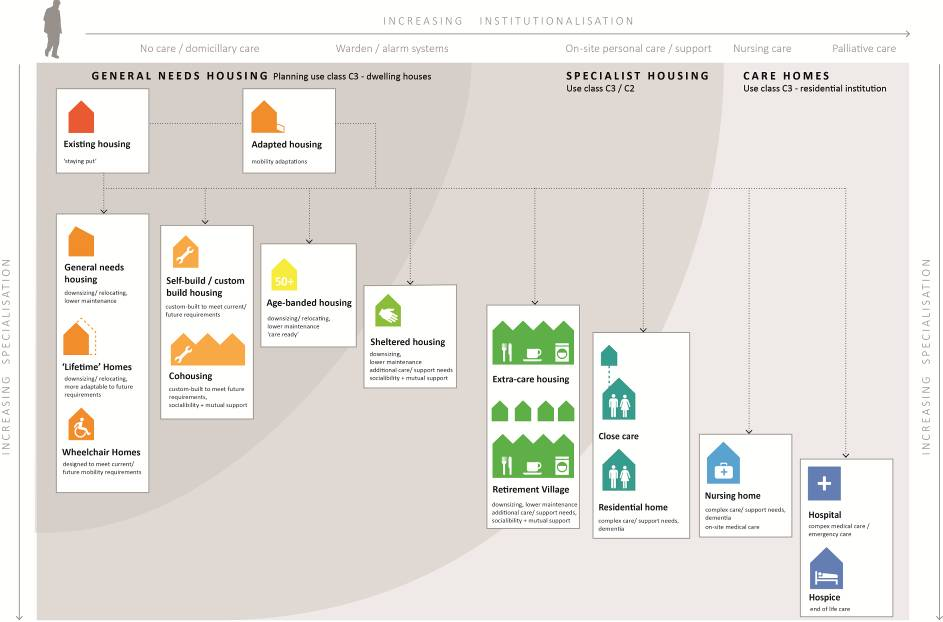 INCREASING INSTITUTIONALISATION
No care / domicillary care
Warden / alarm systems
On-site personal care / support
Nursing care
Palliative care
GENERAL NEEDS HOUSING Planning use class C3 - dwelling houses
SPECIALIST HOUSING
Use class C3 / C2
CARE HOMES
Use class C3 - residential institution
INCREASING SPECIALISATION
Existing housing
'staying put'
Adapted housing
mobility adaptations
General needs
housing
downsizing/ relocating,
lower maintenance
'Lifetime' Homes
downsizing/ relocating,
more adaptable to future
requirements
Wheelchair Homes
designed to meet current/
future mobility requirements
Self-build / custom
build housing
custom-built to meet current/
future requirements
Cohousing
custom-built to meet future
requirements,
socialibility + mutual support
50+
Age-banded housing
downsizing/ relocating,
lower maintenance
'care ready'
Sheltered housing
downsizing,
lower maintenance
additional care/ support needs
socialibility + mutual support
Extra-care housing
Retirement Village
downsizing, lower maintenance
additional care/ support needs,
socialibility + mutual support
Close care
Residential home
complex care/ support needs,
dementia
Nursing home
complex care/ support needs,
dementia
on-site medical care
Hospital
compex medical care /
emergency care
Hospice
end of life care
INCREASING SPECIALISATION